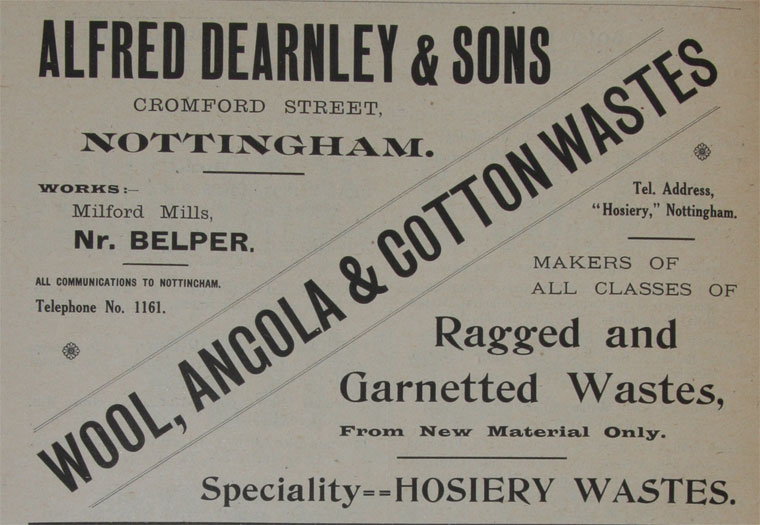 ALFRED DEARNLEY & SONS
CROMFORD STREET,
NOTTINGHAM.
WORKS:—
Milford Mills,
Nr. BELPER.
ALL COMMUNICATIONS TO NOTTINGHAM.
Telephone No. 1161.
WOOL, ANGOLA & COTTON WASTES
Tel. Address,
"Hosiery," Nottingham.
MAKERS OF
ALL CLASSES OF
Ragged and
Garnetted Wastes,
From New Material Only.
Speciality==HOSIERY WASTES.